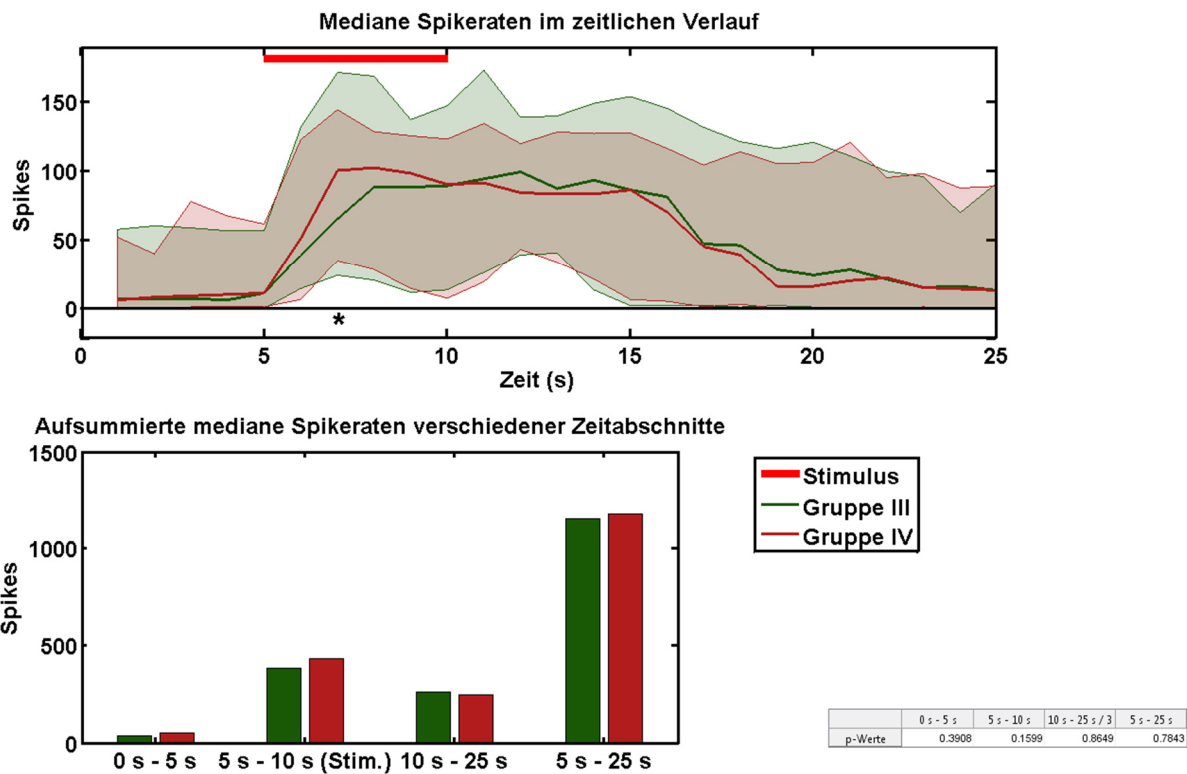 Mediane Spikeraten im zeitlichen Verlauf
Spikes
150
100
50
0
*
0 5 10 15 20 25
Zeit (s)
Aufsummierte mediane Spikeraten verschiedener Zeitabschnitte
Spikes
1500
1000
500
0
0 s - 5 s 5 s - 10 s (Stim.) 10 s - 25 s 5 s - 25 s
Stimulus
Gruppe III
Gruppe IV
0 s - 5 s 5 s - 10 s 10 s - 25 s / 3 5 s - 25 s
p-Werte 0.3908 0.1599 0.8649 0.7843